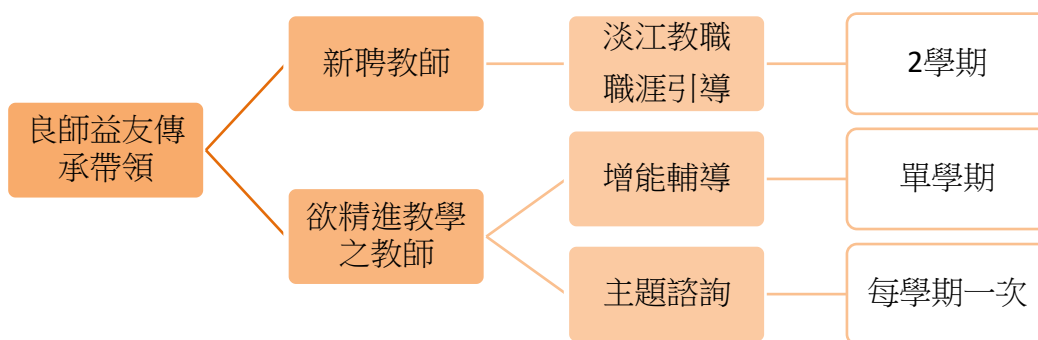 良師益友傳
承帶領
新聘教師
淡江教職
職涯引導
2學期
欲精進教學
之教師
增能輔導
單學期
主題諮詢
每學期一次